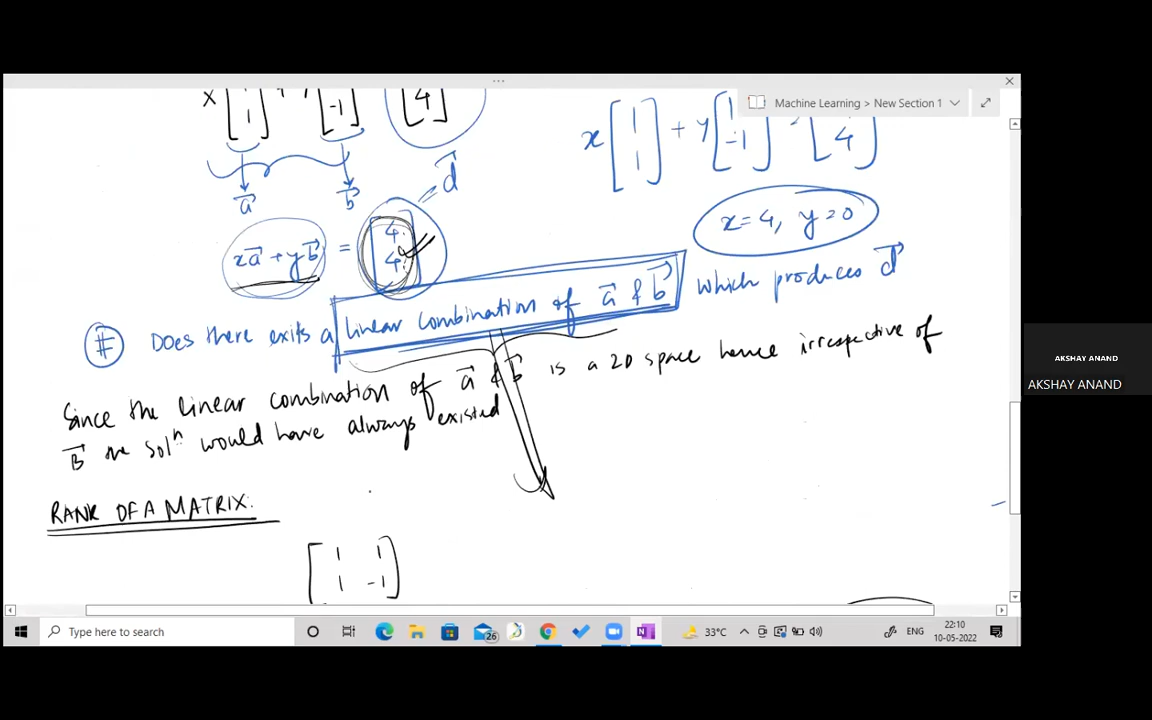 x [1 1] + y [-1] [4]
x [1 1] + y [1 -1] = [4]
Machine Learning > New Section 1
a⃗ b⃗ = d⃗
x=4, y=0
xa⃗ + yb⃗ = [4 4]
# Does there exits a linear combination of a⃗ & b⃗ which produces d⃗
Since the linear combination of a⃗ & b⃗ is a 2D space hence irrespective of
B⃗ the solⁿ would have always existed
RANK OF A MATRIX.
1 1
1 -1
AKSHAY ANAND
AKSHAY ANAND
Type here to search
26
33°C
ENG
22:10
10-05-2022